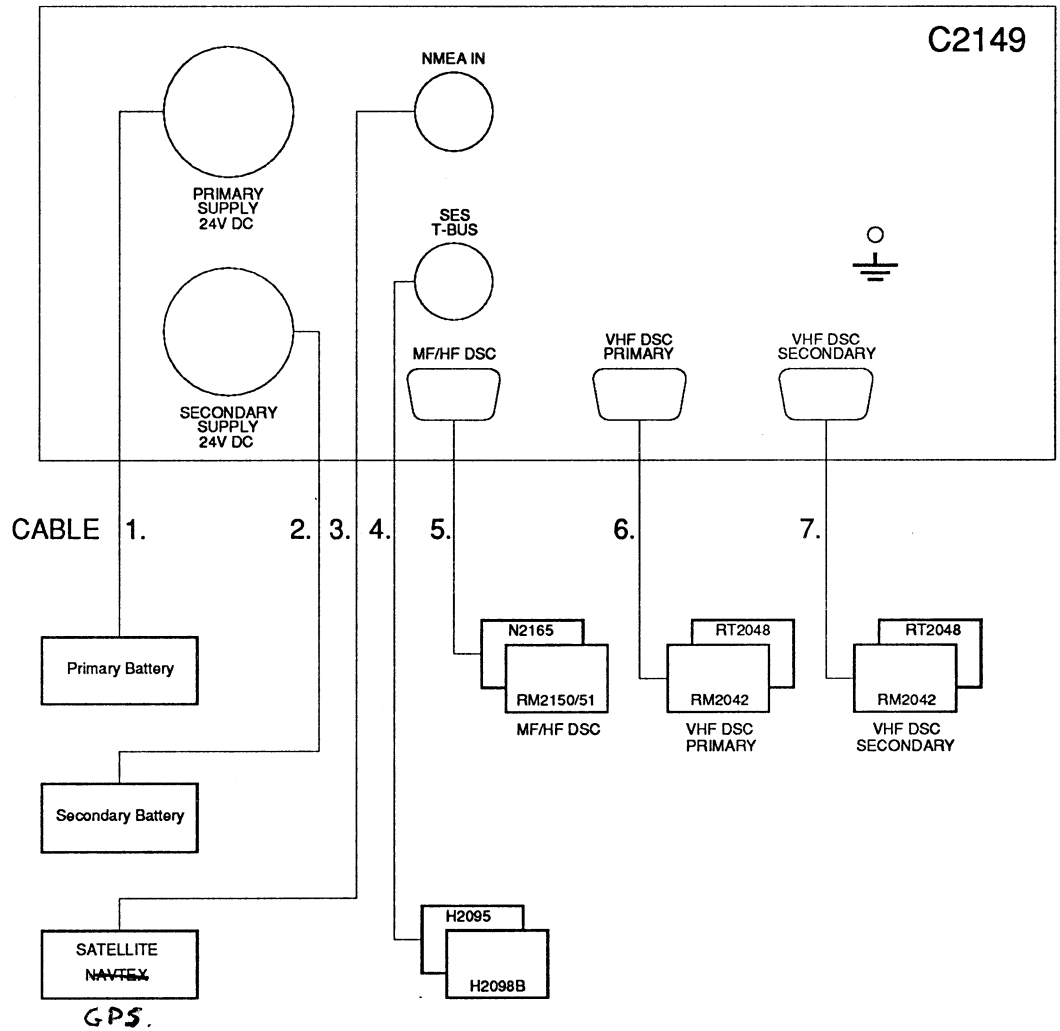 C2149
NMEA IN
PRIMARY
SUPPLY
24V DC
SES
T-BUS
MF/HF DSC
VHF DSC
PRIMARY
VHF DSC
SECONDARY
SECONDARY
SUPPLY
24V DC
CABLE 1. 2. 3. 4. 5. 6. 7.
Primary Battery
N2165
RM2150/51
MF/HF DSC
RT2048
RM2042
VHF DSC
PRIMARY
RT2048
RM2042
VHF DSC
SECONDARY
Secondary Battery
SATELLITE
NAVTEX
GPS.
H2095
H2098B